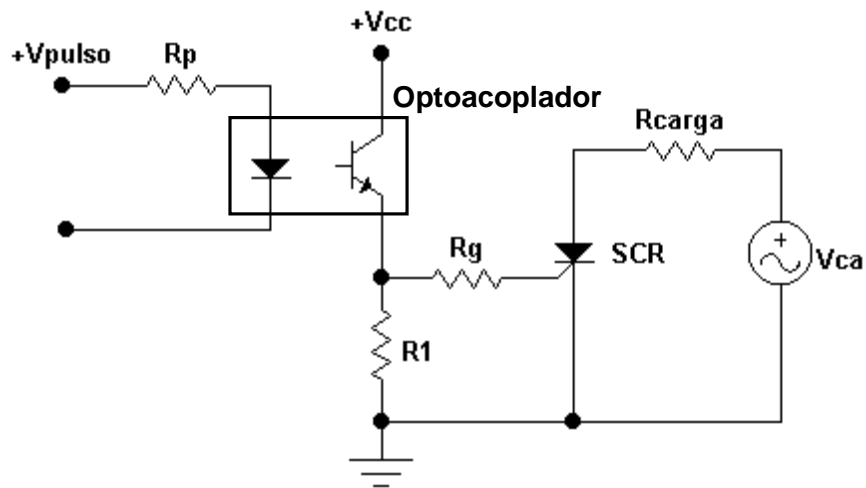 +Vcc
+Vpulso
Rp
Optoacoplador
Rcarga
Rg
SCR
+
Vca
R1